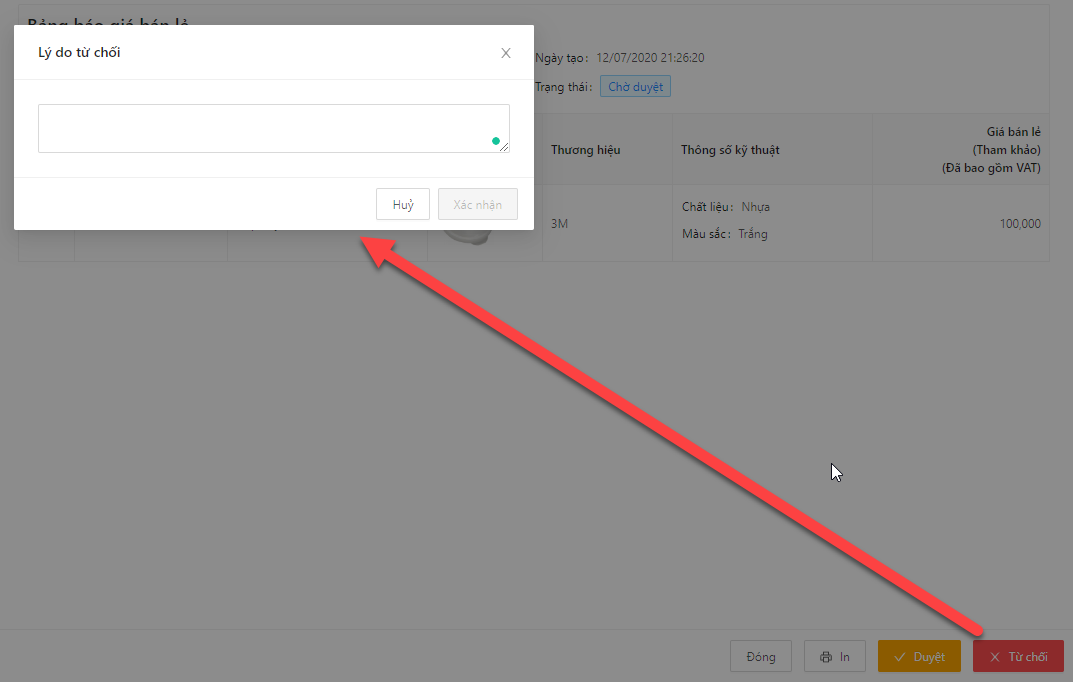 Bảng báo giá bán lẻ
Lý do từ chối
Ngày tạo: 12/07/2020 21:26:20
Trạng thái: Chờ duyệt
Huỷ
Xác nhận
Thương hiệu
Thông số kỹ thuật
Giá bán lẻ
(Tham khảo)
(Đã bao gồm VAT)
3M
Chất liệu: Nhựa
Màu sắc: Trắng
100,000
Đóng
In
Duyệt
Từ chối